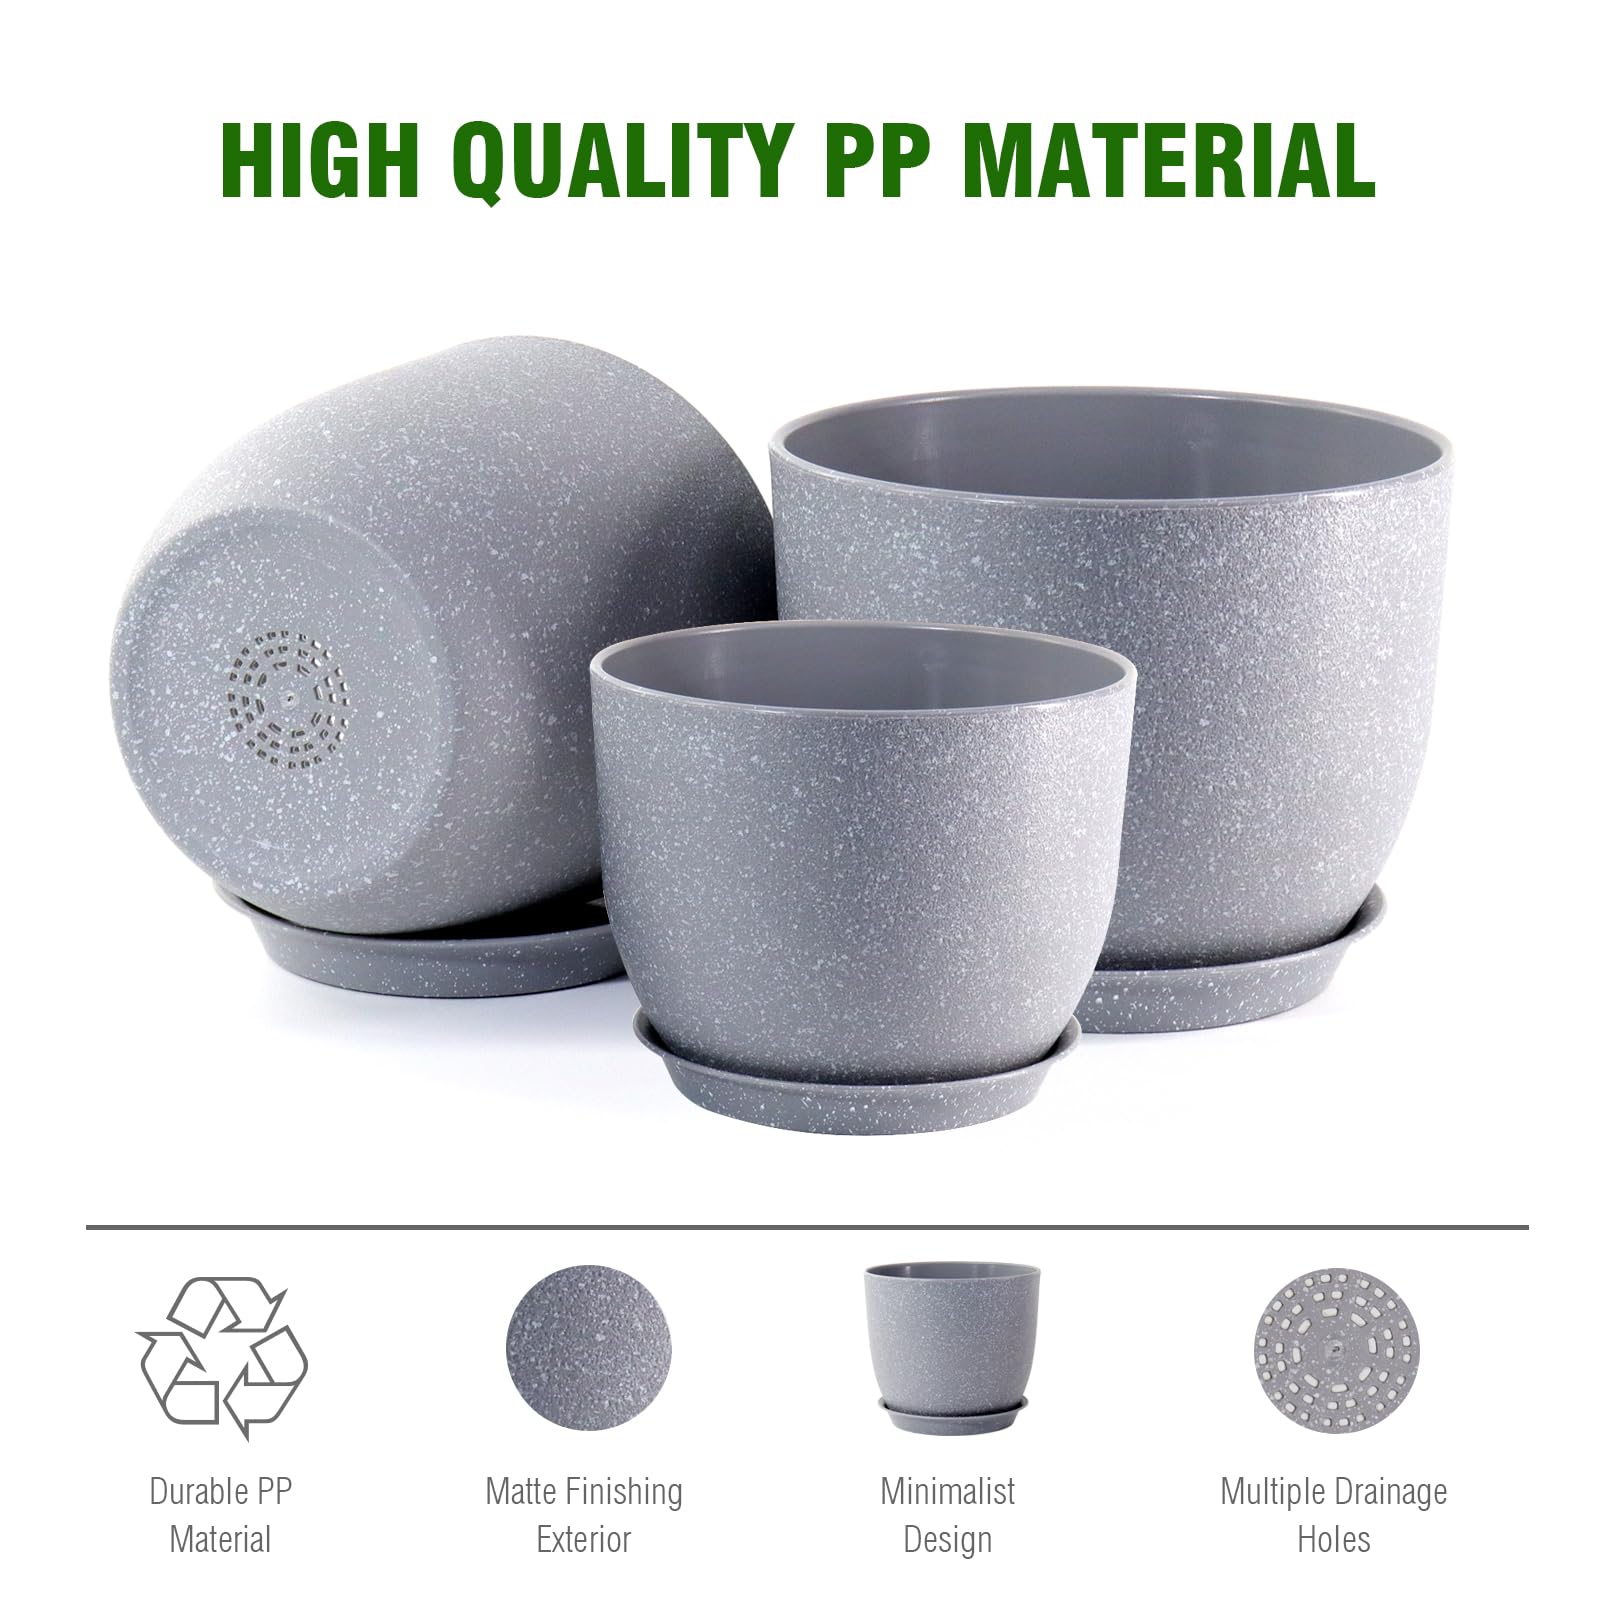 HIGH QUALITY PP MATERIAL
Durable PP
Material
Matte Finishing
Exterior
Minimalist
Design
Multiple Drainage
Holes